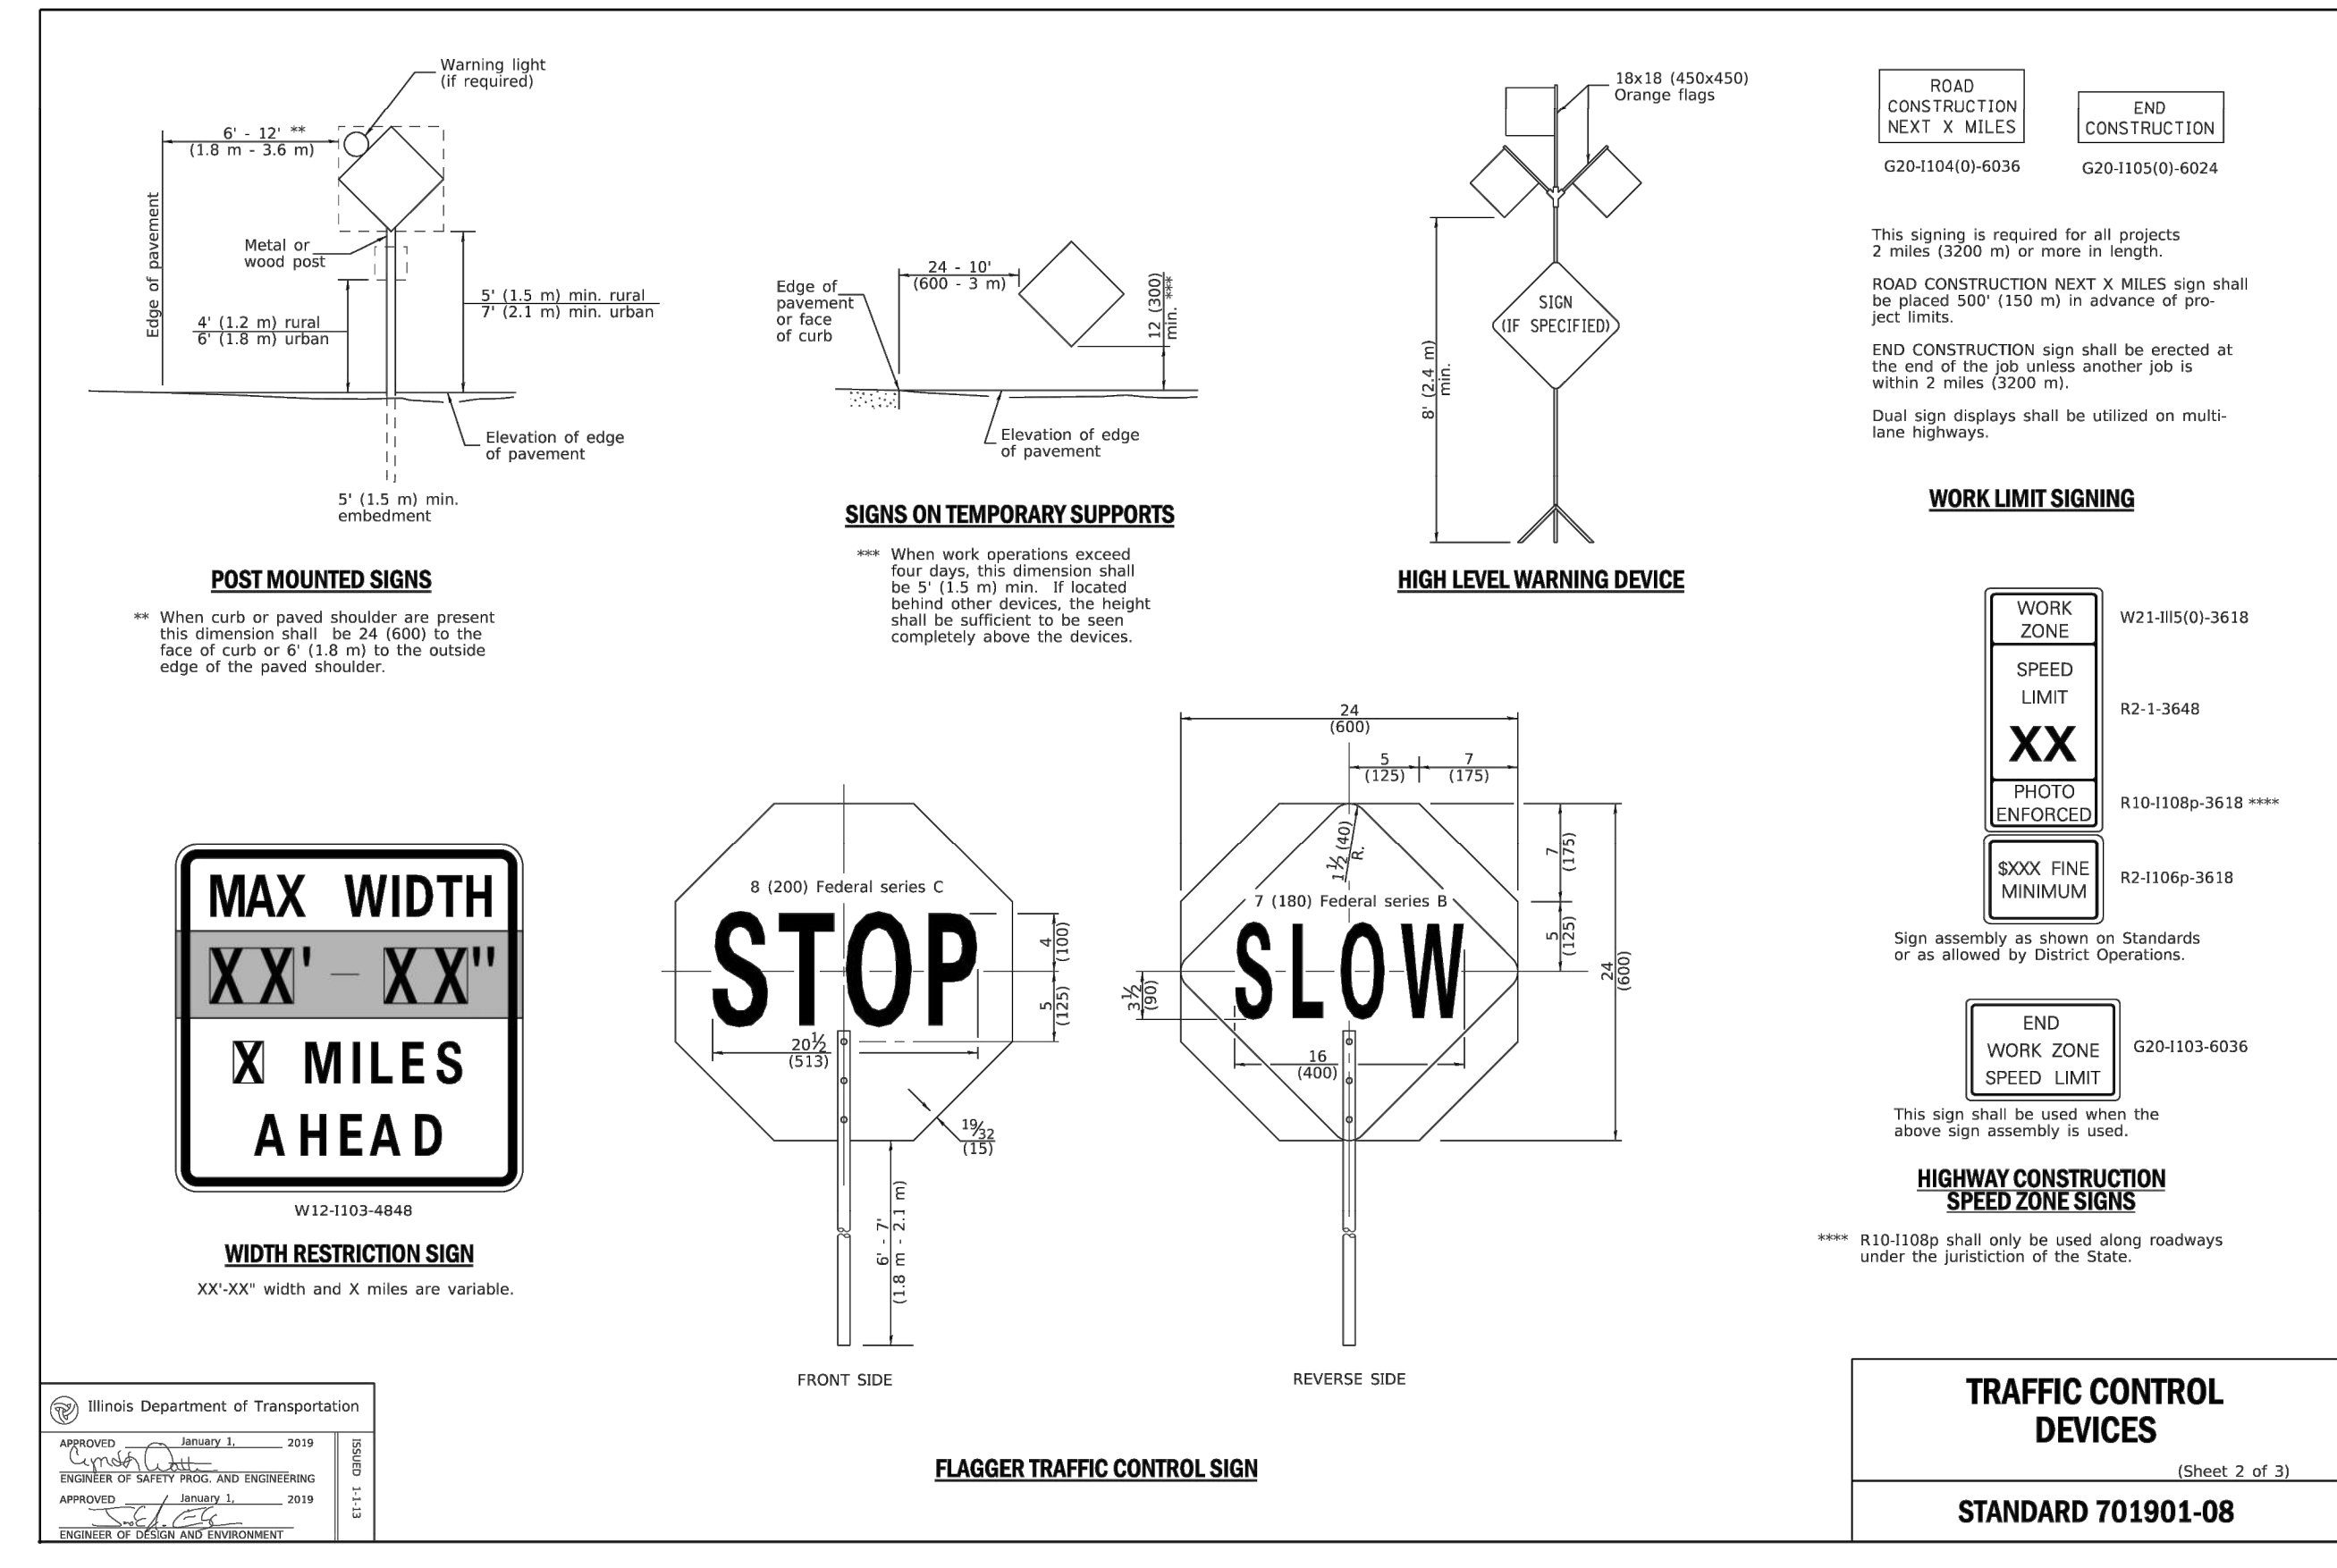 Warning light
(if required)
6' - 12' **
(1.8 m - 3.6 m)
Edge of pavement
Metal or
wood post
5' (1.5 m) min. rural
7' (2.1 m) min. urban
4' (1.2 m) rural
6' (1.8 m) urban
Elevation of edge
of pavement
5' (1.5 m) min.
embedment
POST MOUNTED SIGNS
** When curb or paved shoulder are present
this dimension shall be 24 (600) to the
face of curb or 6' (1.8 m) to the outside
edge of the paved shoulder.
Edge of
pavement
or face
of curb
24 - 10'
(600 - 3 m)
12 (300)
min. ***
Elevation of edge
of pavement
SIGNS ON TEMPORARY SUPPORTS
*** When work operations exceed
four days, this dimension shall
be 5' (1.5 m) min. If located
behind other devices, the height
shall be sufficient to be seen
completely above the devices.
18x18 (450x450)
Orange flags
SIGN
(IF SPECIFIED)
8' (2.4 m)
min.
HIGH LEVEL WARNING DEVICE
ROAD
CONSTRUCTION
NEXT X MILES
G20-I104(0)-6036
END
CONSTRUCTION
G20-I105(0)-6024
This signing is required for all projects
2 miles (3200 m) or more in length.
ROAD CONSTRUCTION NEXT X MILES sign shall
be placed 500' (150 m) in advance of pro-
ject limits.
END CONSTRUCTION sign shall be erected at
the end of the job unless another job is
within 2 miles (3200 m).
Dual sign displays shall be utilized on multi-
lane highways.
WORK LIMIT SIGNING
WORK
ZONE
W21-Ill5(0)-3618
SPEED
LIMIT
XX
R2-1-3648
PHOTO
ENFORCED
R10-I108p-3618 ****
$XXX FINE
MINIMUM
R2-I106p-3618
Sign assembly as shown on Standards
or as allowed by District Operations.
END
WORK ZONE
SPEED LIMIT
G20-I103-6036
This sign shall be used when the
above sign assembly is used.
HIGHWAY CONSTRUCTION
SPEED ZONE SIGNS
**** R10-I108p shall only be used along roadways
under the juristiction of the State.
MAX WIDTH
XX' - XX"
X MILES
AHEAD
W12-I103-4848
WIDTH RESTRICTION SIGN
XX'-XX" width and X miles are variable.
8 (200) Federal series C
STOP
4
(100)
5
(125)
20 1/2
(513)
19/32
(15)
6' - 7'
(1.8 m - 2.1 m)
FRONT SIDE
24
(600)
5
(125)
7
(175)
1 1/2 (40)
R.
7 (180) Federal series B
SLOW
7
(175)
5
(125)
24
(600)
3 1/2
(90)
16
(400)
REVERSE SIDE
FLAGGER TRAFFIC CONTROL SIGN
Illinois Department of Transportation
APPROVED January 1, 2019
ENGINEER OF SAFETY PROG. AND ENGINEERING
APPROVED January 1, 2019
ENGINEER OF DESIGN AND ENVIRONMENT
ISSUED 1-1-13
TRAFFIC CONTROL
DEVICES
(Sheet 2 of 3)
STANDARD 701901-08